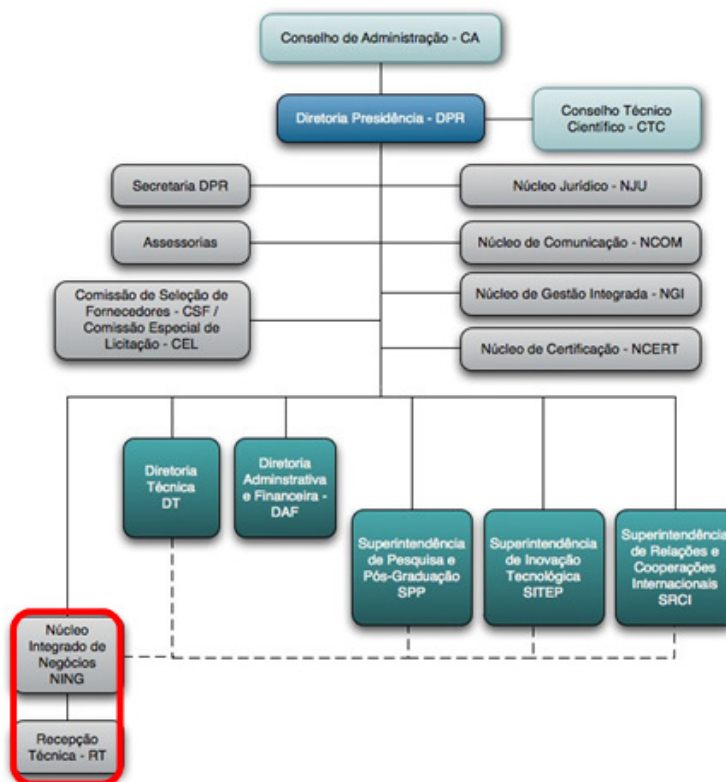 Conselho de Administração - CA
Diretoria Presidência - DPR
Conselho Técnico
Científico - CTC
Secretaria DPR
Núcleo Jurídico - NJU
Assessorias
Núcleo de Comunicação - NCOM
Comissão de Seleção de
Fornecedores - CSF /
Comissão Especial de
Licitação - CEL
Núcleo de Gestão Integrada - NGI
Núcleo de Certificação - NCERT
Diretoria
Técnica
DT
Diretoria
Adminstrativa
e Financeira -
DAF
Superintendência
de Pesquisa e
Pós-Graduação
SPP
Superintendência
de Inovação
Tecnológica
SITEP
Superintendência
de Relações e
Cooperações
Internacionais
SRCI
Núcleo
Integrado de
Negócios
NING
Recepção
Técnica - RT